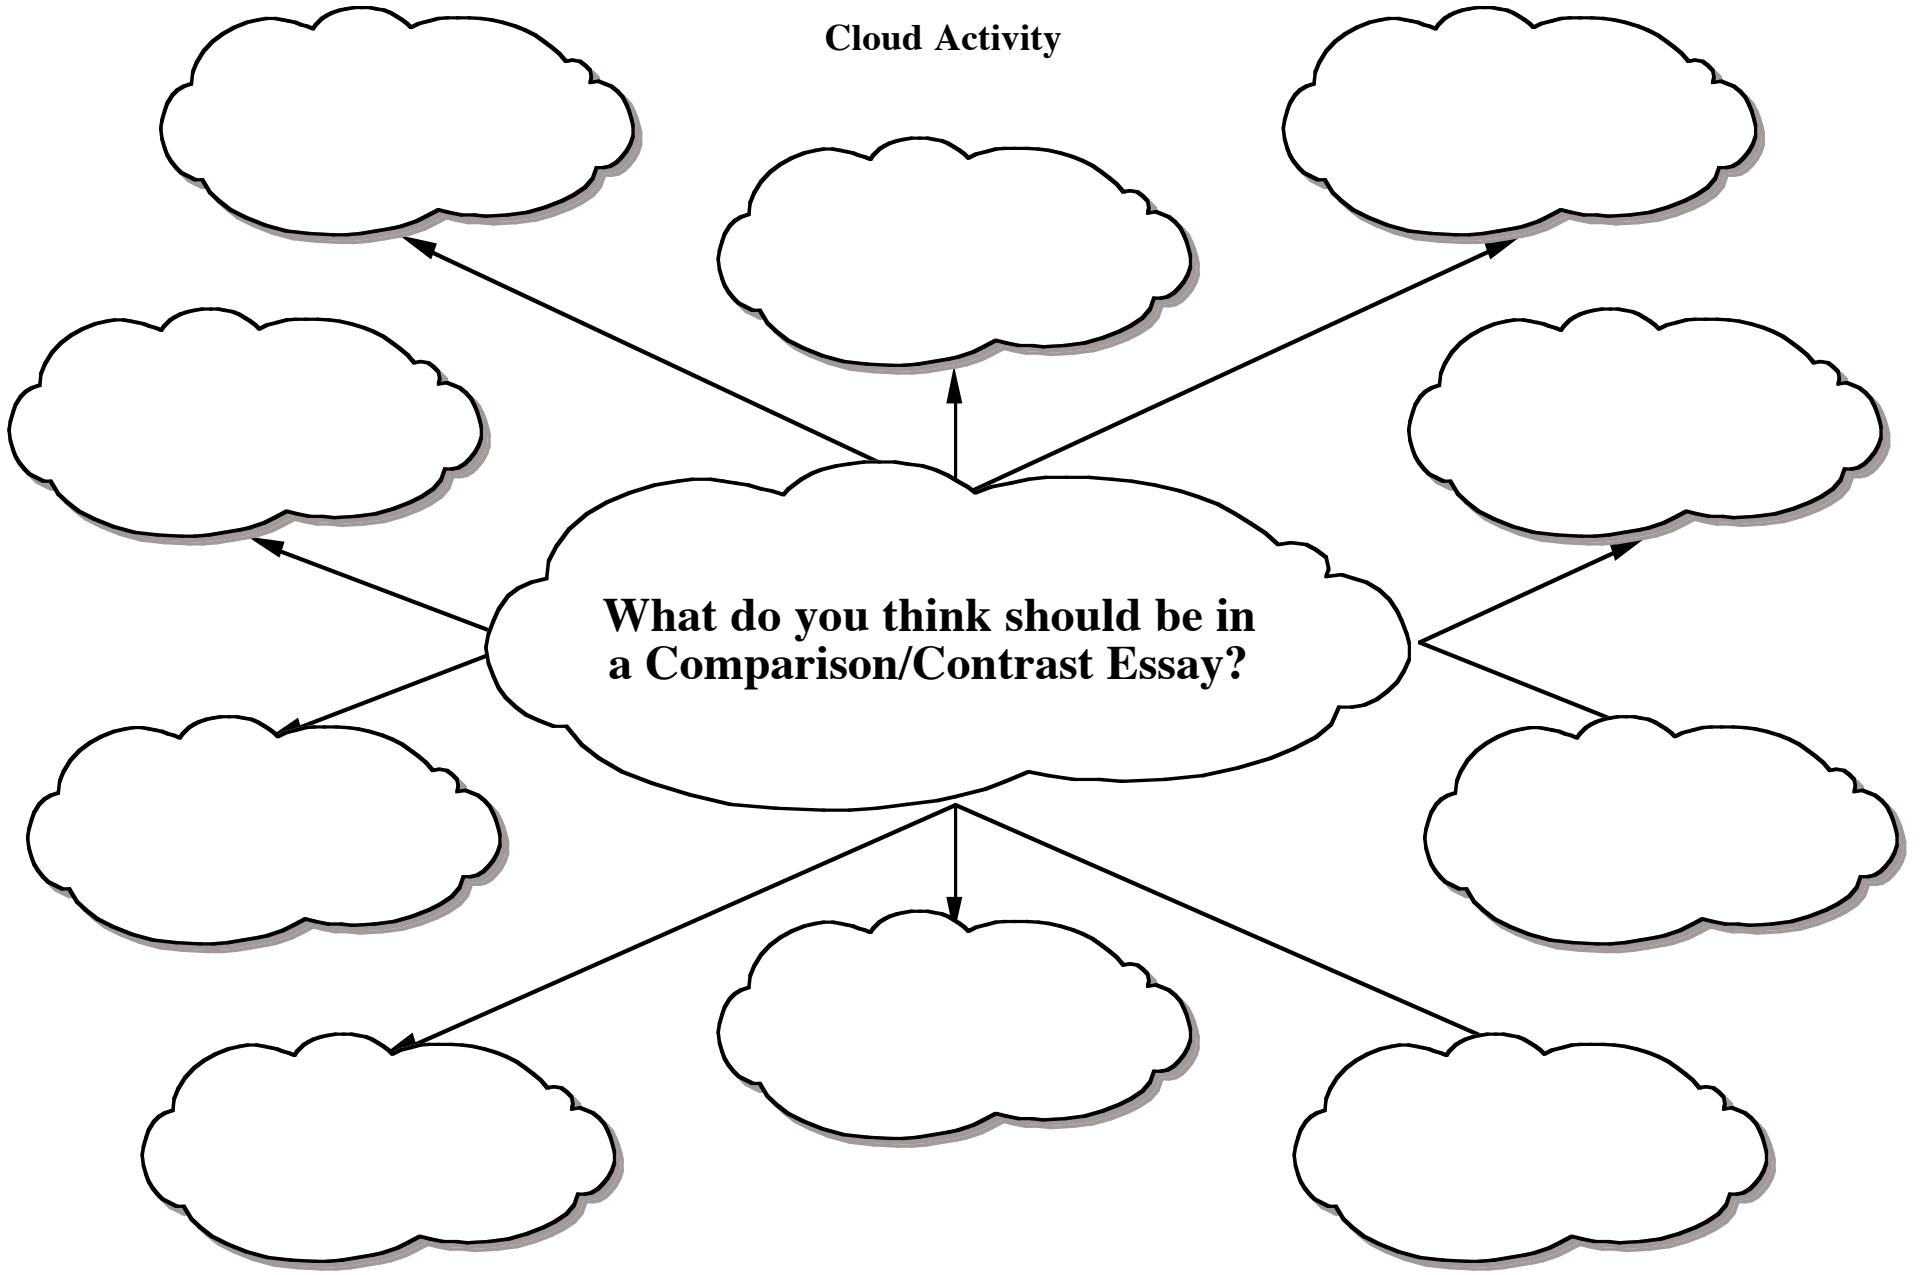 Cloud Activity
What do you think should be in
a Comparison/Contrast Essay?